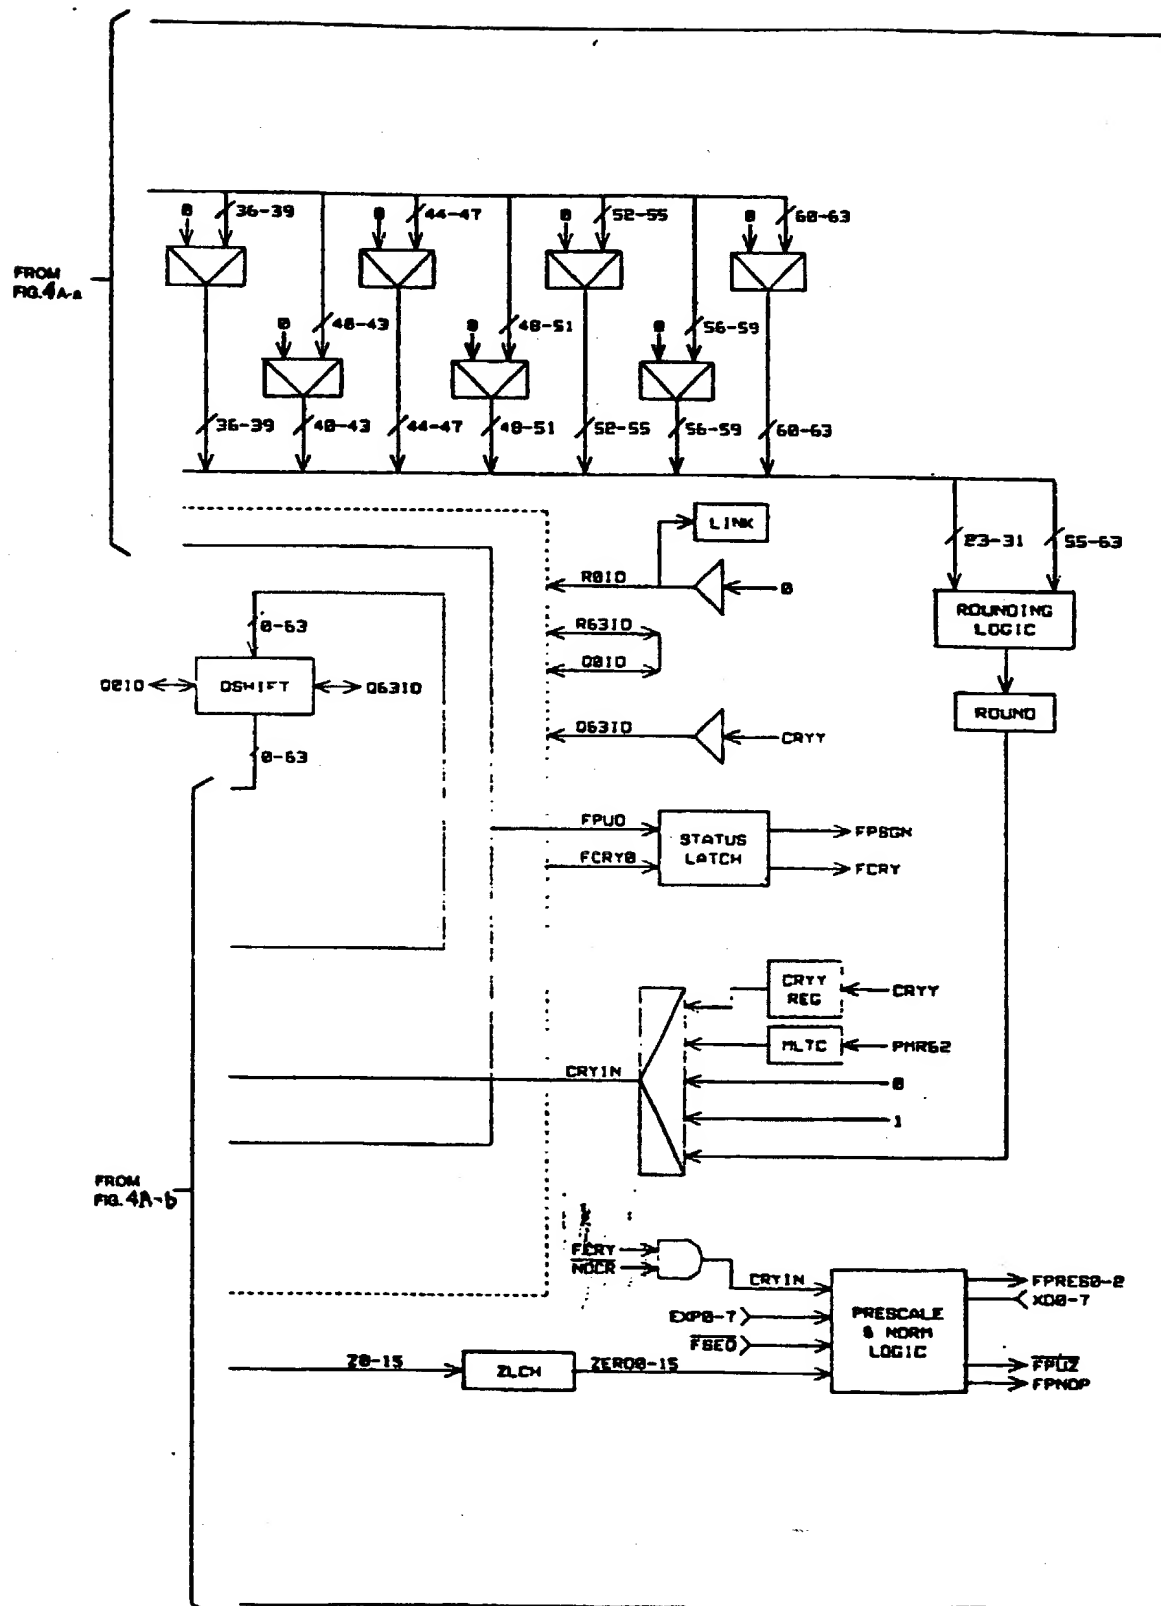 0 36-39 0 44-47 0 52-55 0 60-63
FROM
FIG.4A-a
0 40-43 0 48-51 0 56-59
36-39 40-43 44-47 48-51 52-55 56-59 60-63
LINK
23-31 55-63
R0IO
0
ROUNDING
LOGIC
0-63
R63IO
Q0IO
Q0IO QSHIFT Q63IO
ROUND
Q63IO
CRYY
0-63
FPU0
STATUS
LATCH
FPSGN
FCRY0
FCRY
CRYY
REG
CRYY
MLTC
PMR62
CRYIN
0
1
FROM
FIG. 4A-b
FCRY
NOCR
CRYIN
FPRES0-2
XD0-7
EXP0-7
PRESCALE
& NORM
LOGIC
FSEO
Z0-15
ZLCH
ZERO0-15
FPUZ
FPNOP